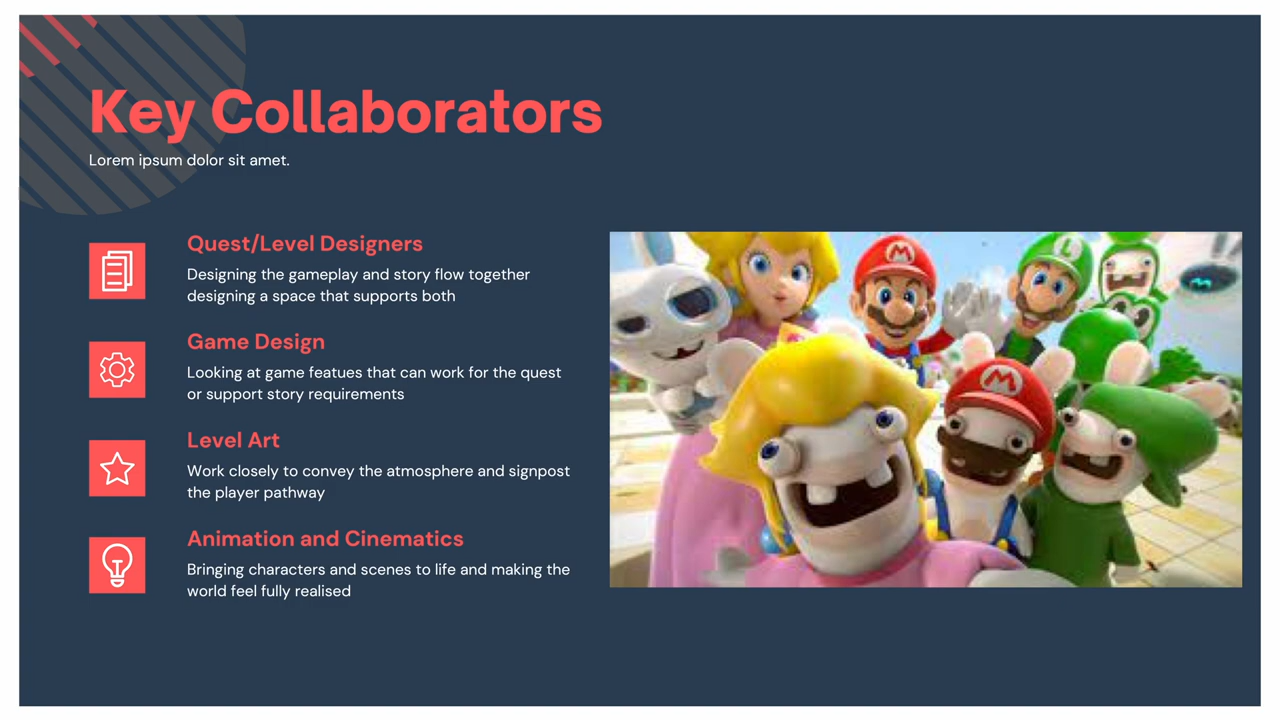 Key Collaborators
Lorem ipsum dolor sit amet.
Quest/Level Designers
Designing the gameplay and story flow together
designing a space that supports both
Game Design
Looking at game featues that can work for the quest
or support story requirements
Level Art
Work closely to convey the atmosphere and signpost
the player pathway
Animation and Cinematics
Bringing characters and scenes to life and making the
world feel fully realised
M
L
M